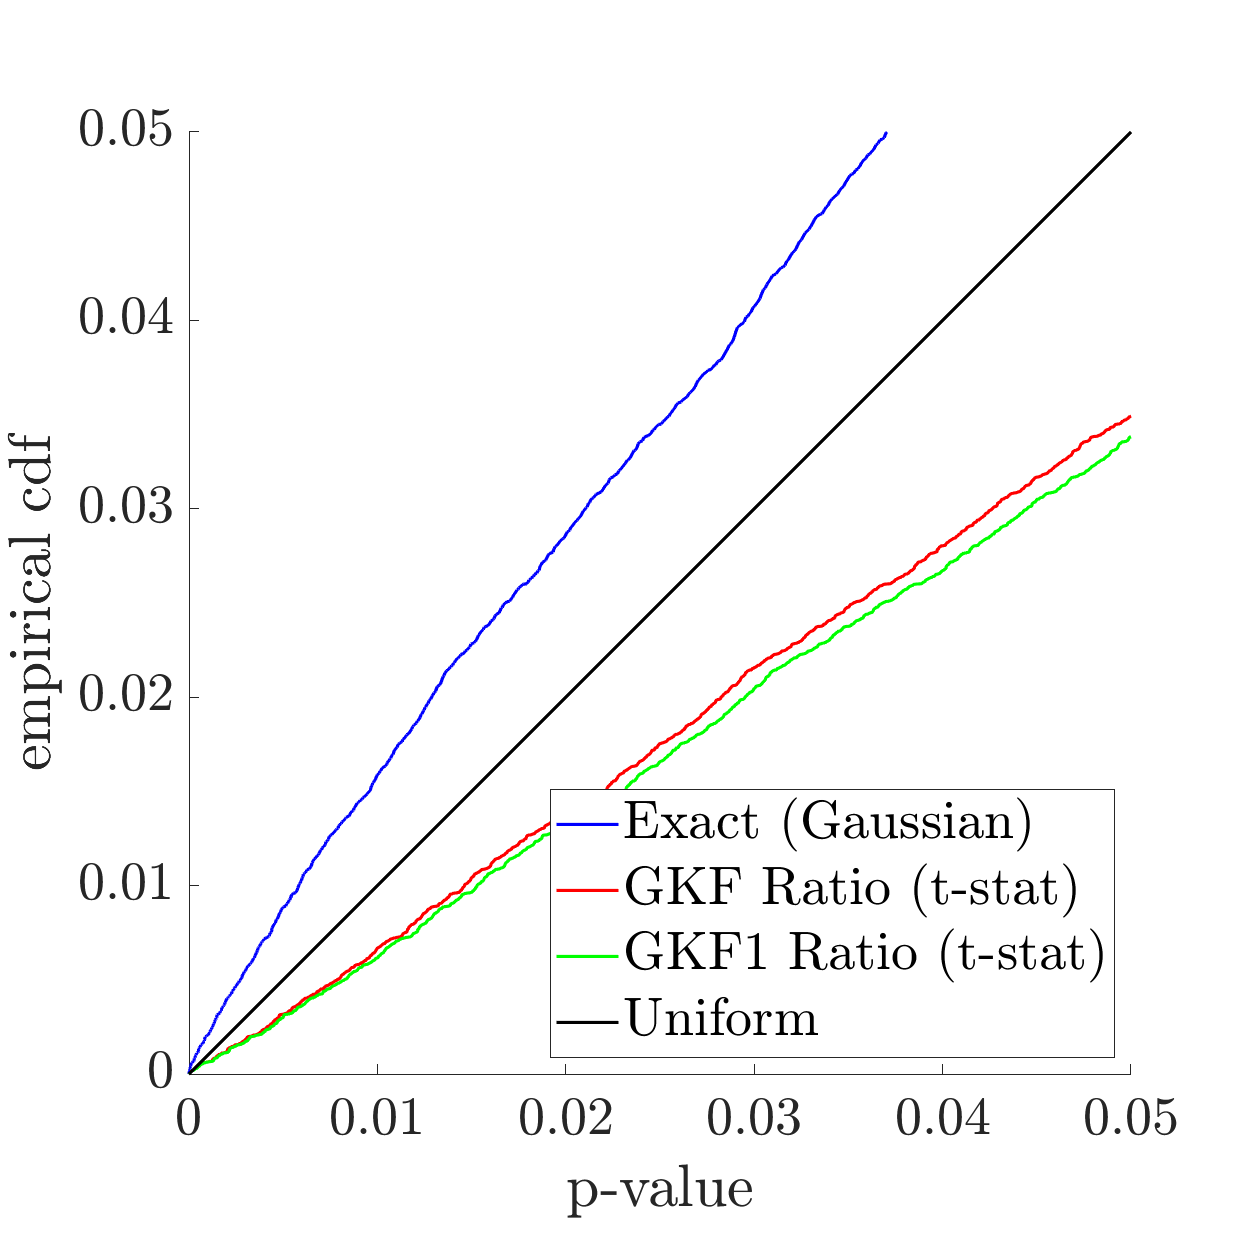 0.05
0.04
0.03
0.02
0.01
0
empirical cdf
Exact (Gaussian)
GKF Ratio (t-stat)
GKF1 Ratio (t-stat)
Uniform
0 0.01 0.02 0.03 0.04 0.05
p-value